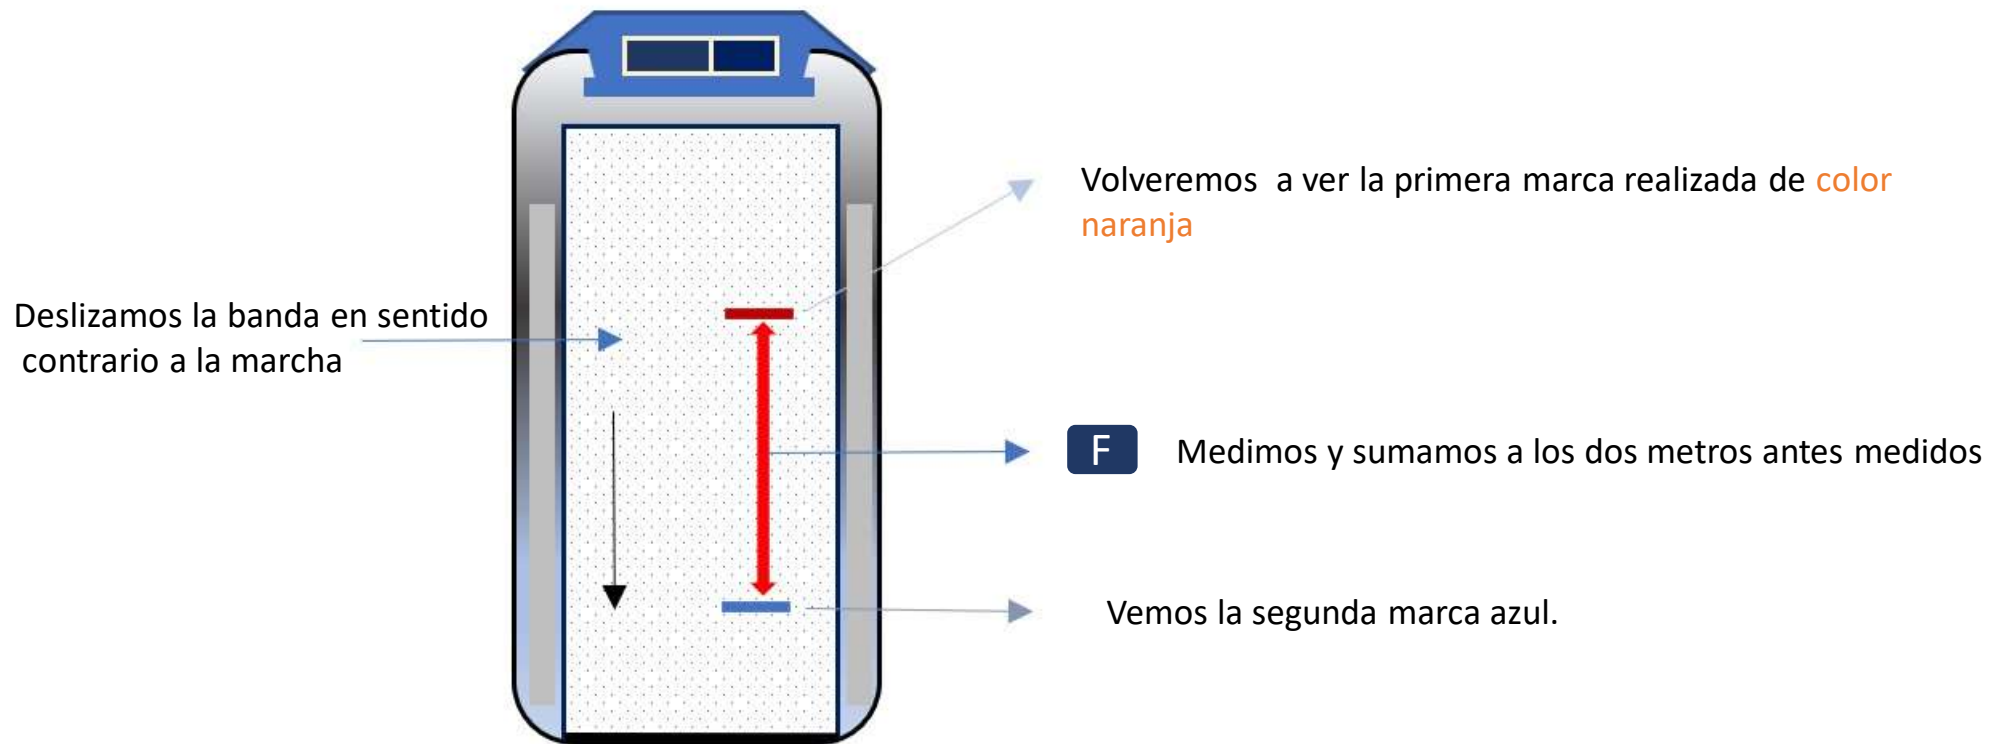 Volveremos a ver la primera marca realizada de color
naranja
Deslizamos la banda en sentido
contrario a la marcha
F Medimos y sumamos a los dos metros antes medidos
Vemos la segunda marca azul.